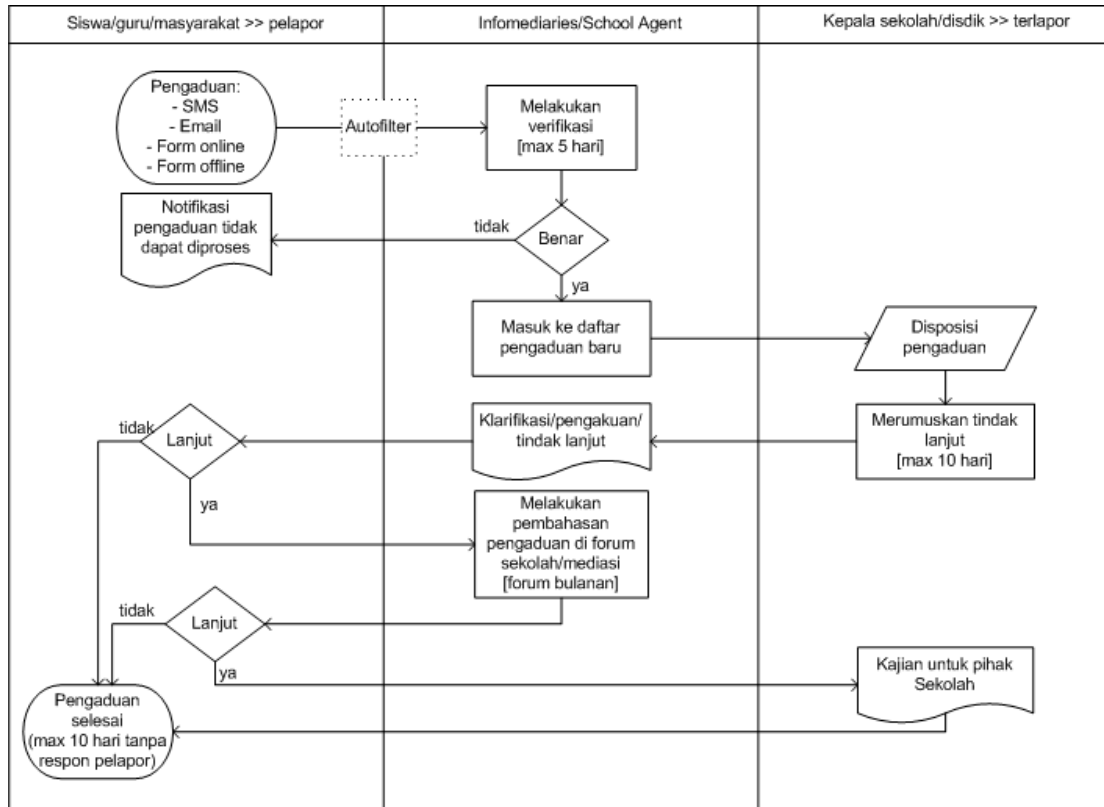 Siswa/guru/masyarakat >> pelapor
Infomediaries/School Agent
Kepala sekolah/disdik >> terlapor
Pengaduan:
- SMS
- Email
- Form online
- Form offline
Autofilter
Melakukan
verifikasi
[max 5 hari]
Notifikasi
pengaduan tidak
dapat diproses
tidak
Benar
ya
Masuk ke daftar
pengaduan baru
Disposisi
pengaduan
Merumuskan tindak
lanjut
[max 10 hari]
Klarifikasi/pengakuan/
tindak lanjut
tidak
Lanjut
ya
Melakukan
pembahasan
pengaduan di forum
sekolah/mediasi
[forum bulanan]
tidak
Lanjut
ya
Kajian untuk pihak
Sekolah
Pengaduan
selesai
(max 10 hari tanpa
respon pelapor)